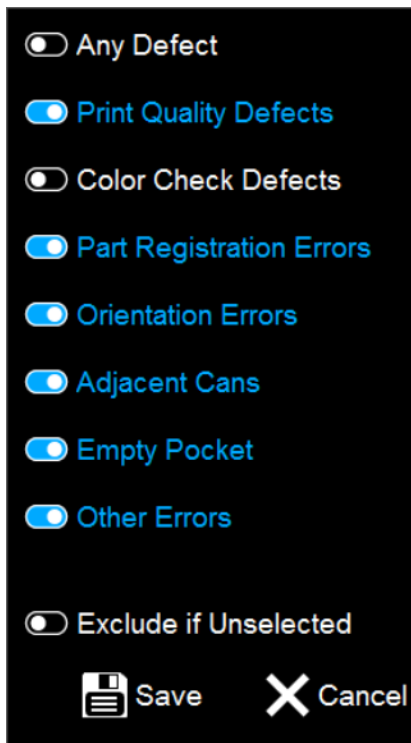 Any Defect
Print Quality Defects
Color Check Defects
Part Registration Errors
Orientation Errors
Adjacent Cans
Empty Pocket
Other Errors
Exclude if Unselected
Save Cancel